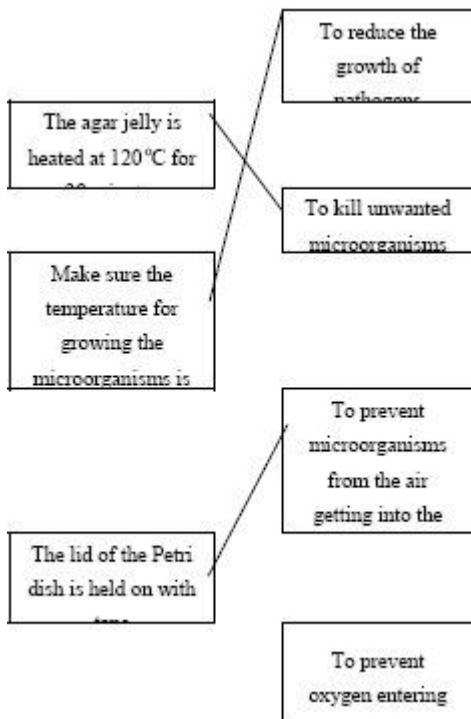 To reduce the
growth of
pathogens
The agar jelly is
heated at 120°C for
To kill unwanted
microorganisms
Make sure the
temperature for
growing the
microorganisms is
To prevent
microorganisms
from the air
getting into the
The lid of the Petri
dish is held on with
To prevent
oxygen entering